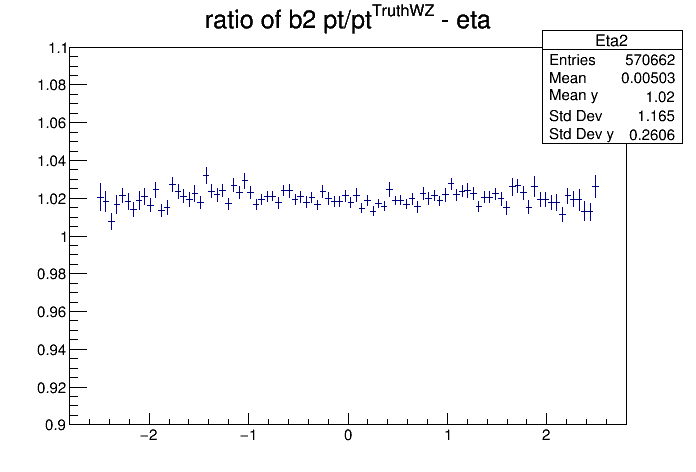 ratio of b2 pt/pt^TruthWZ - eta
Eta2
Entries 570662
Mean 0.00503
Mean y 1.02
Std Dev 1.165
Std Dev y 0.2606
1.1
1.08
1.06
1.04
1.02
1
0.98
0.96
0.94
0.92
0.9
−2 −1 0 1 2